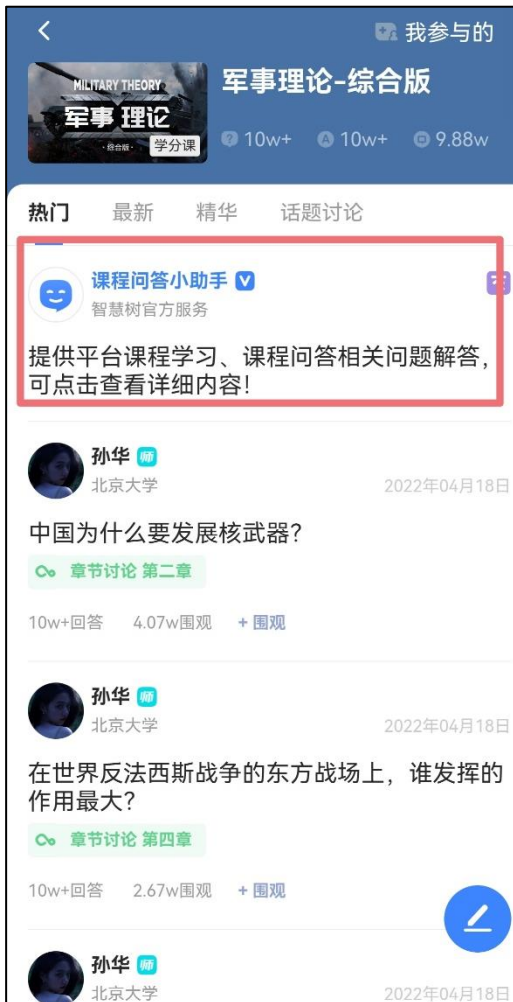 我参与的
MILITARY THEORY
军事 理论
·综合版·
学分课
军事理论-综合版
10w+ 10w+ 9.88w
热门 最新 精华 话题讨论
课程问答小助手
智慧树官方服务
提供平台课程学习、课程问答相关问题解答，
可点击查看详细内容！
孙华 师
北京大学 2022年04月18日
中国为什么要发展核武器？
章节讨论 第二章
10w+回答 4.07w围观 + 围观
孙华 师
北京大学 2022年04月18日
在世界反法西斯战争的东方战场上，谁发挥的
作用最大？
章节讨论 第四章
10w+回答 2.67w围观 + 围观
孙华 师
北京大学 2022年04月18日